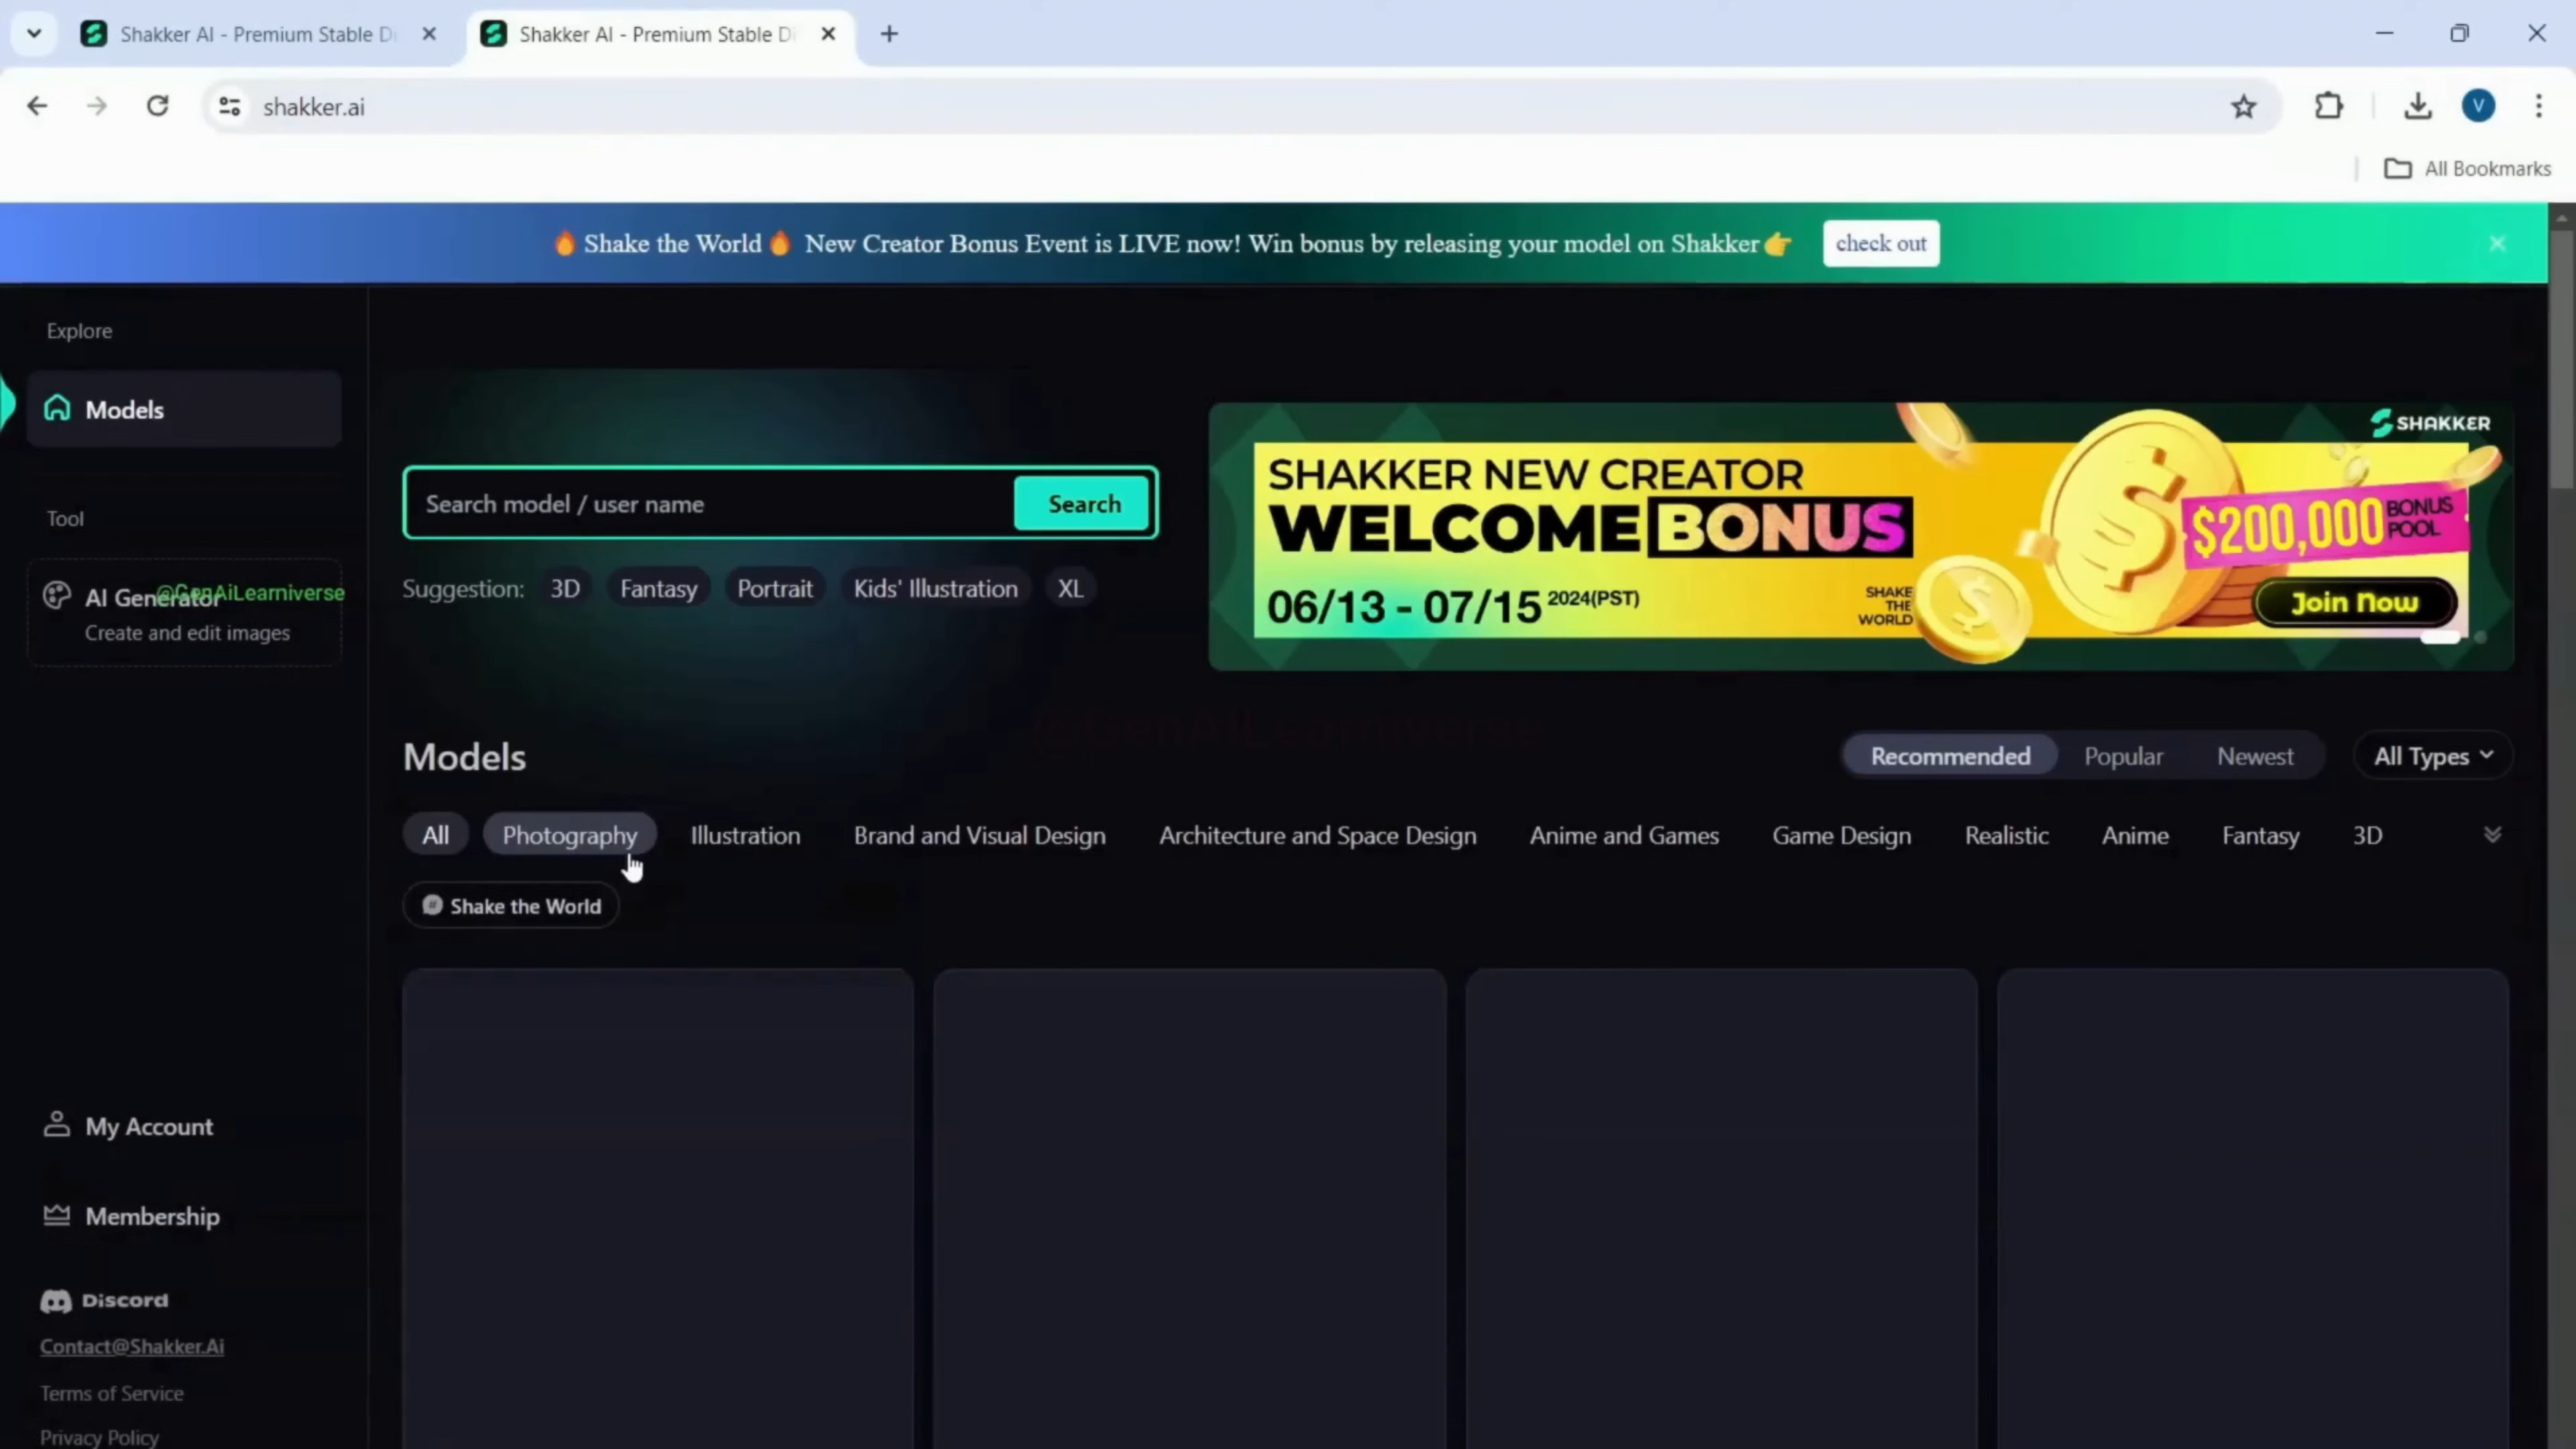 Shakker AI - Premium Stable Di
Shakker AI - Premium Stable Di
shakker.ai
V
All Bookmarks
🔥 Shake the World🔥 New Creator Bonus Event is LIVE now! Win bonus by releasing your model on Shakker👉
check out
Explore
Models
Tool
AI Generator
@GenAiLearniverse
Create and edit images
My Account
Membership
Discord
Contact@Shakker.Ai
Terms of Service
Privacy Policy
Search model / user name
Search
Suggestion: 3D Fantasy Portrait Kids' Illustration XL
SHAKKER
SHAKKER NEW CREATOR
WELCOME BONUS
06/13 - 07/15 2024(PST)
SHAKE
THE
WORLD
$200,000 BONUS
POOL
Join Now
@GenAiLearniverse
Models
Recommended Popular Newest All Types
All Photography Illustration Brand and Visual Design Architecture and Space Design Anime and Games Game Design Realistic Anime Fantasy 3D
# Shake the World